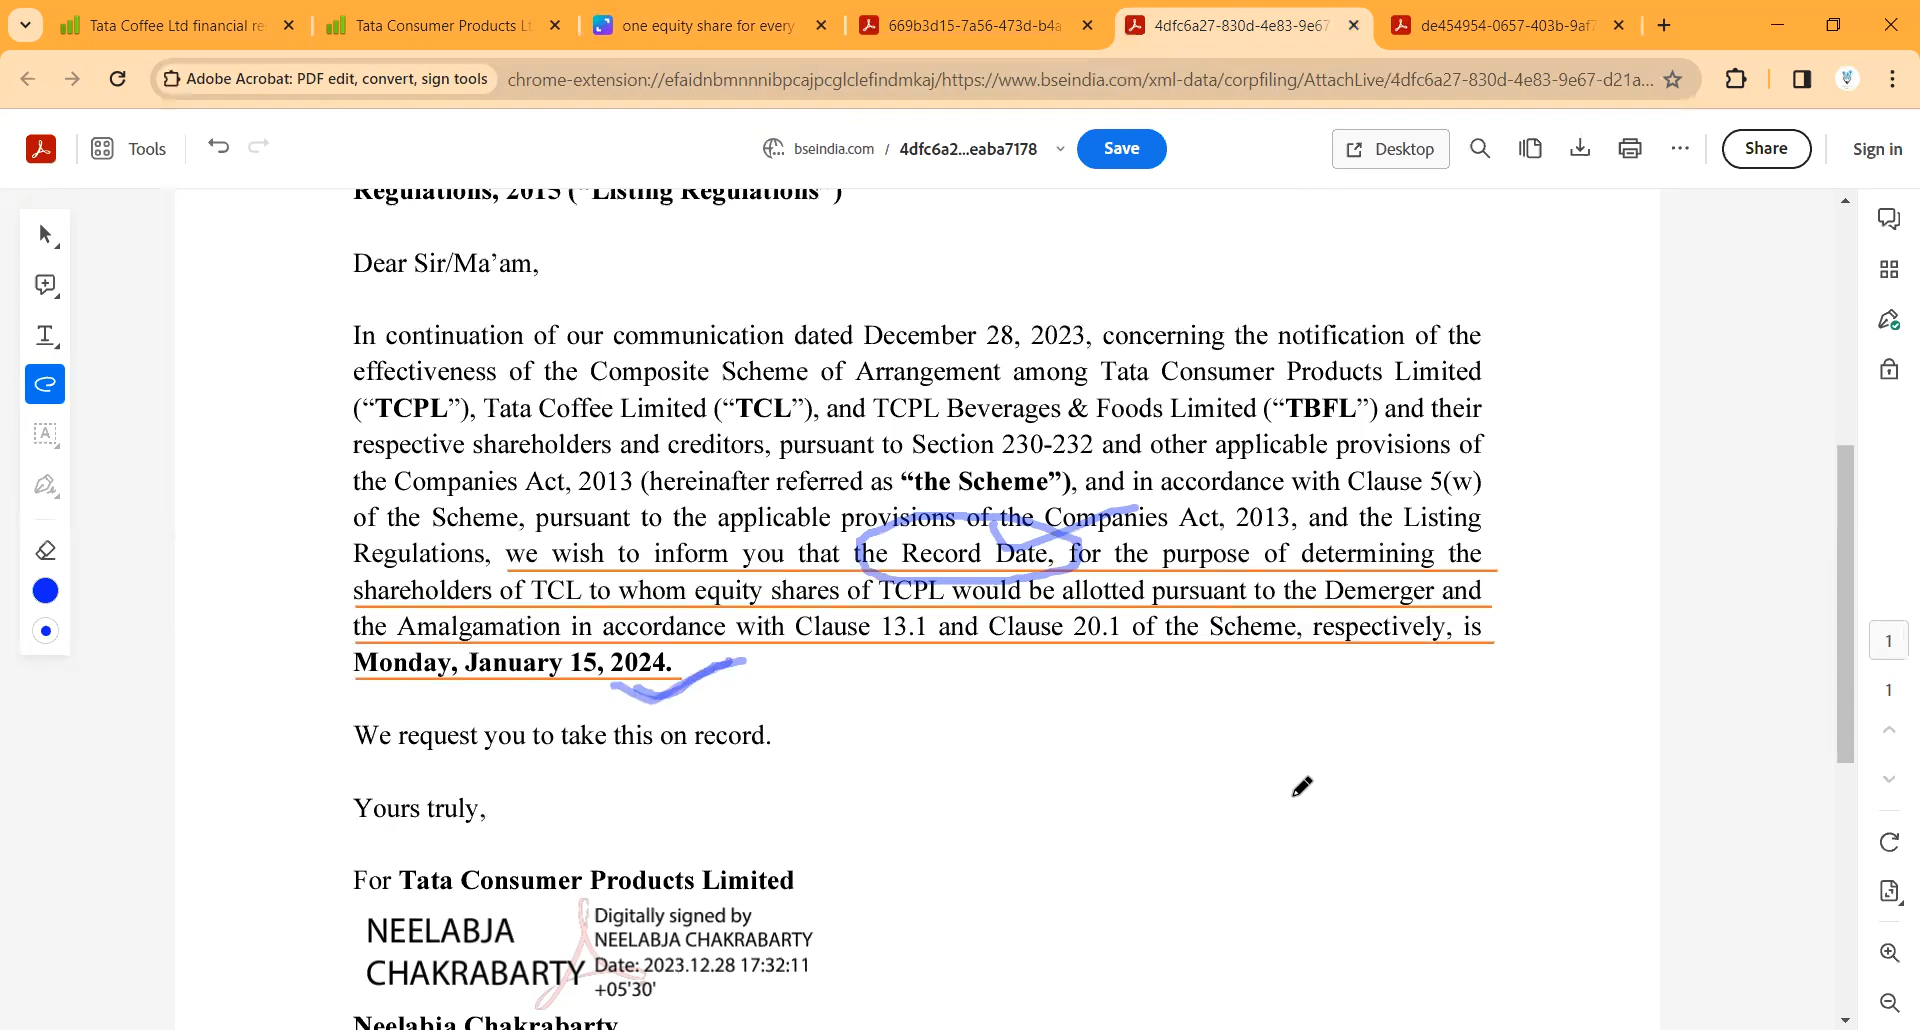 Tata Coffee Ltd financial re
Tata Consumer Products Lt
one equity share for every
669b3d15-7a56-473d-b4a
4dfc6a27-830d-4e83-9e67
de454954-0657-403b-9af7
Adobe Acrobat: PDF edit, convert, sign tools
chrome-extension://efaidnbmnnnibpcajpcglclefindmkaj/https://www.bseindia.com/xml-data/corpfiling/AttachLive/4dfc6a27-830d-4e83-9e67-d21a...
Tools
bseindia.com / 4dfc6a2...eaba7178
Save
Desktop
Share
Sign in
Regulations, 2015 (“Listing Regulations”)
Dear Sir/Ma’am,
In continuation of our communication dated December 28, 2023, concerning the notification of the
effectiveness of the Composite Scheme of Arrangement among Tata Consumer Products Limited
(“TCPL”), Tata Coffee Limited (“TCL”), and TCPL Beverages & Foods Limited (“TBFL”) and their
respective shareholders and creditors, pursuant to Section 230-232 and other applicable provisions of
the Companies Act, 2013 (hereinafter referred as “the Scheme”), and in accordance with Clause 5(w)
of the Scheme, pursuant to the applicable provisions of the Companies Act, 2013, and the Listing
Regulations, we wish to inform you that the Record Date, for the purpose of determining the
shareholders of TCL to whom equity shares of TCPL would be allotted pursuant to the Demerger and
the Amalgamation in accordance with Clause 13.1 and Clause 20.1 of the Scheme, respectively, is
Monday, January 15, 2024.
We request you to take this on record.
Yours truly,
For Tata Consumer Products Limited
NEELABJA
CHAKRABARTY
Digitally signed by
NEELABJA CHAKRABARTY
Date: 2023.12.28 17:32:11
+05'30'
Neelabja Chakrabarty
1
1